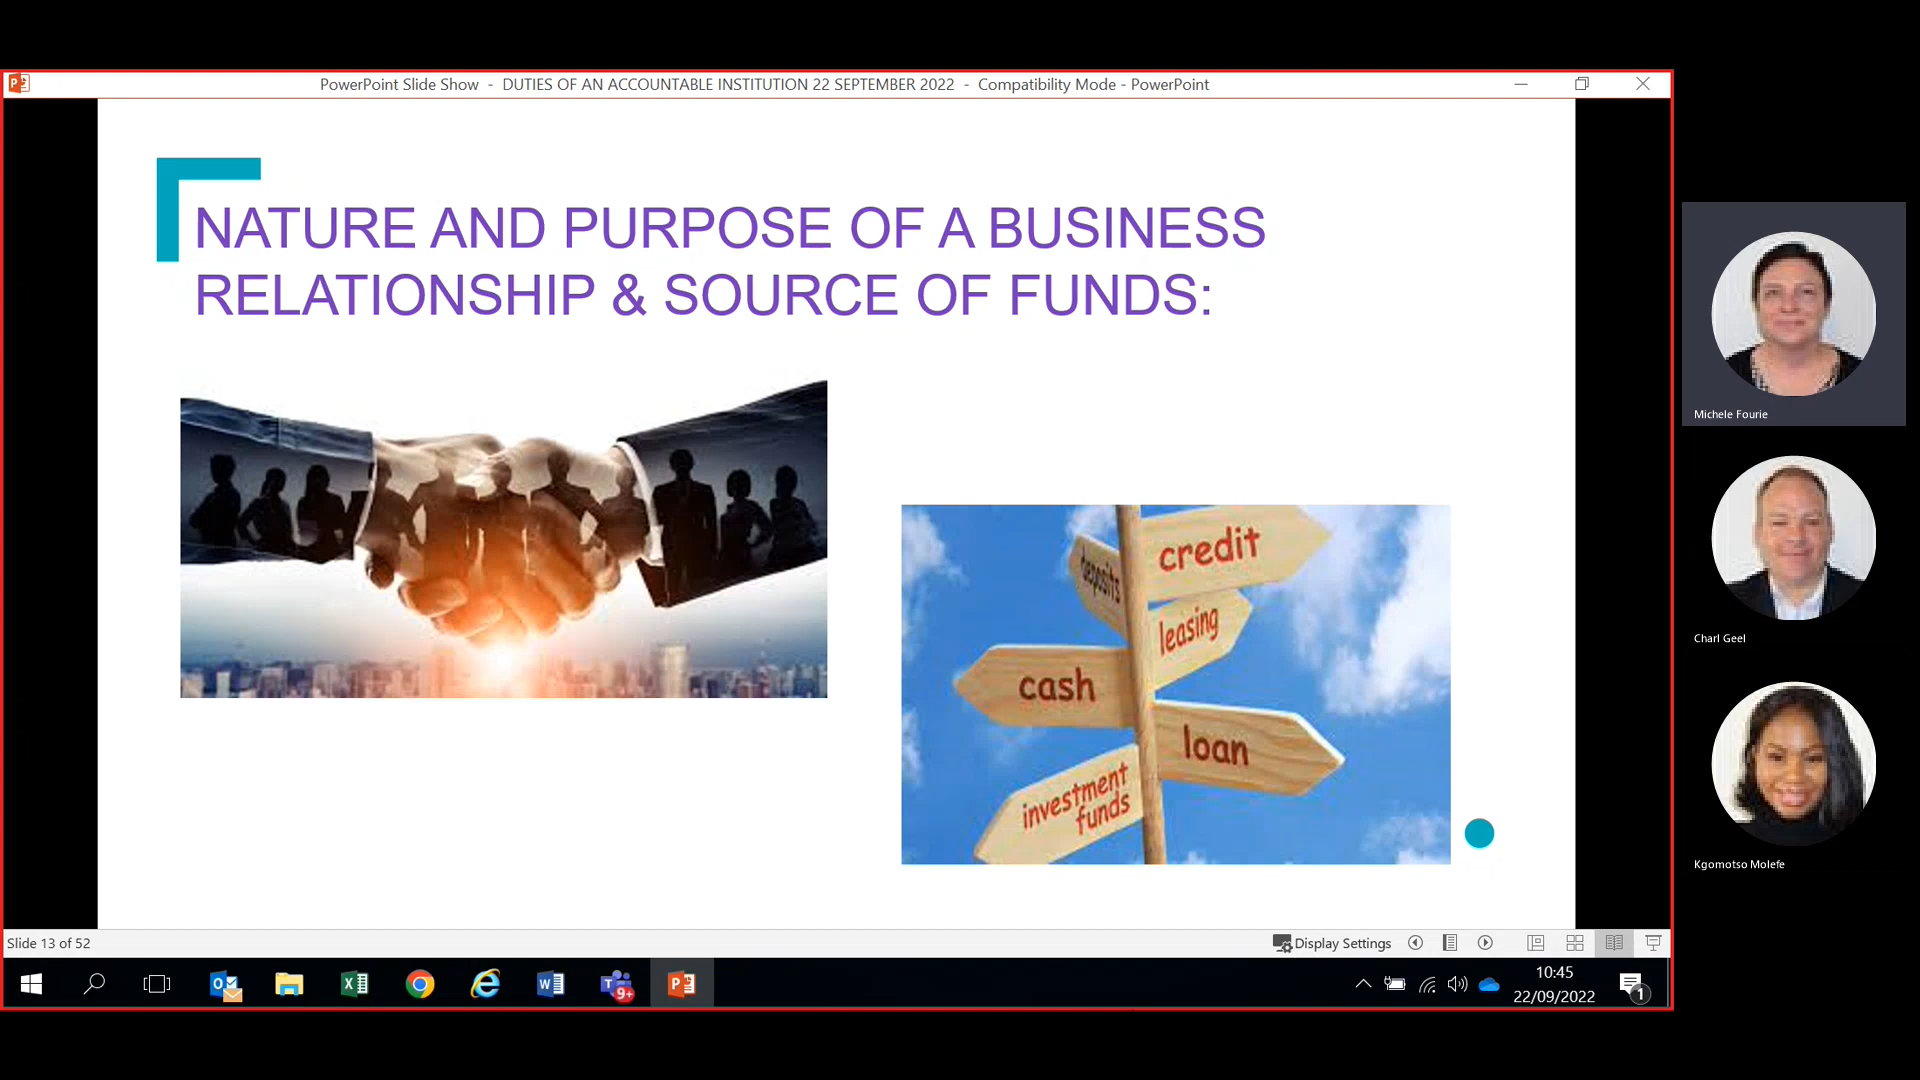 PowerPoint Slide Show - DUTIES OF AN ACCOUNTABLE INSTITUTION 22 SEPTEMBER 2022 - Compatibility Mode - PowerPoint
NATURE AND PURPOSE OF A BUSINESS
RELATIONSHIP & SOURCE OF FUNDS:
credit
deposits
leasing
cash
loan
investment
funds
Michele Fourie
Charl Geel
Kgomotso Molefe
Slide 13 of 52
Display Settings
9+
10:45
22/09/2022
1